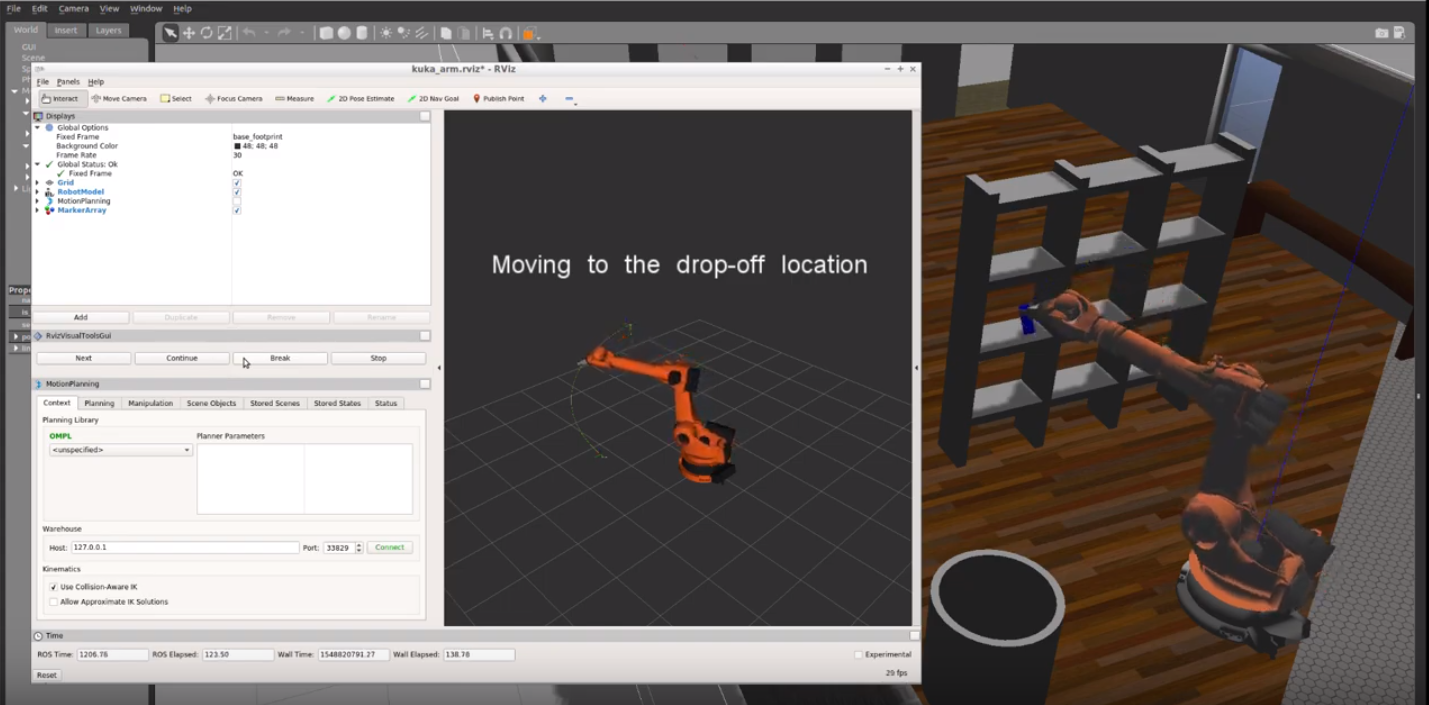 File Edit Camera View Window Help
World Insert Layers
GUI
Scene
kuka_arm.rviz* - RViz
File Panels Help
Interact Move Camera Select Focus Camera Measure 2D Pose Estimate 2D Nav Goal Publish Point
Displays
Global Options
Fixed Frame base_footprint
Background Color 48; 48; 48
Frame Rate 30
Global Status: Ok
Fixed Frame OK
Grid
RobotModel
MotionPlanning
MarkerArray
Add Duplicate Remove Rename
RvizVisualToolsGui
Next Continue Break Stop
MotionPlanning
Context Planning Manipulation Scene Objects Stored Scenes Stored States Status
Planning Library
OMPL Planner Parameters
<unspecified>
Warehouse
Host: 127.0.0.1 Port: 33829 Connect
Kinematics
Use Collision-Aware IK
Allow Approximate IK Solutions
Moving to the drop-off location
Time
ROS Time: 1206.76 ROS Elapsed: 123.50 Wall Time: 1548820791.27 Wall Elapsed: 138.76 Experimental
Reset 29 fps